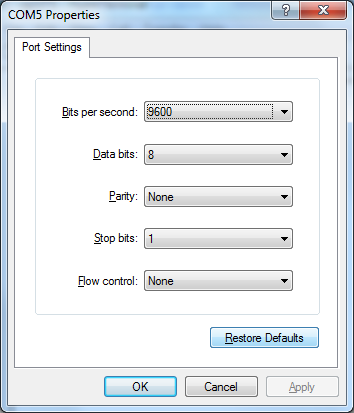 COM5 Properties
Port Settings
Bits per second: 9600
Data bits: 8
Parity: None
Stop bits: 1
Flow control: None
Restore Defaults
OK Cancel Apply